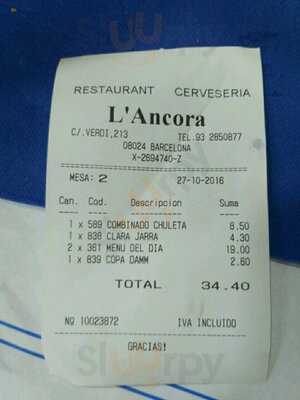 RESTAURANT CERVESERIA
L'Ancora
C/.VERDI,213 TEL.93 2850877
08024 BARCELONA
X-2694740-Z
MESA: 2 27-10-2016
Can. Cod. Descripcion Suma
1 x 589 COMBINADO CHULETA 8,50
1 x 838 CLARA JARRA 4.30
2 x 361 MENU DEL DIA 19.00
1 x 839 COPA DAMM 2.60
TOTAL 34.40
NO 10023872 IVA INCLUIDO
GRACIAS!
Sluurpy